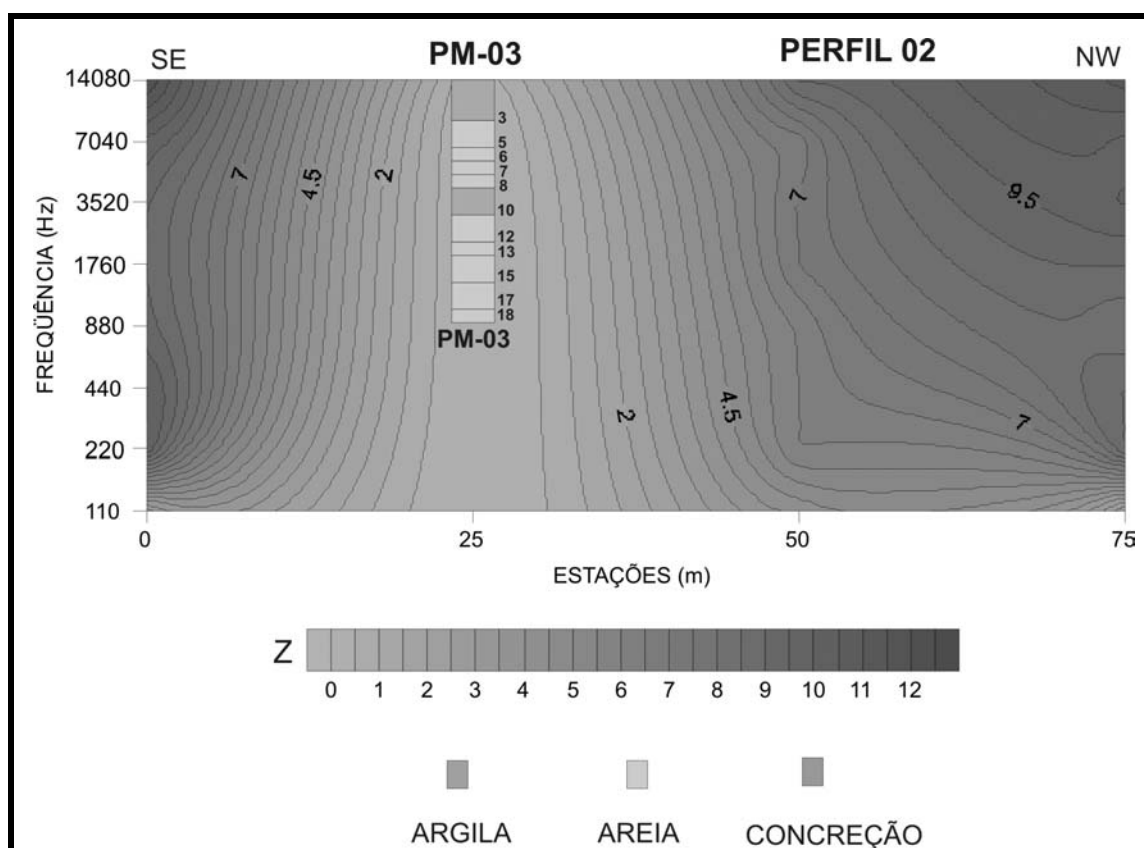 SE PM-03 PERFIL 02 NW
14080
7040
3520
1760
880
440
220
110
FREQÜÊNCIA (Hz)
3
5
6
7
8
10
12
13
15
17
18
PM-03
7 4.5 2 7 9.5
2 4.5 7
0 25 50 75
ESTAÇÕES (m)
Z
0 1 2 3 4 5 6 7 8 9 10 11 12
ARGILA AREIA CONCREÇÃO